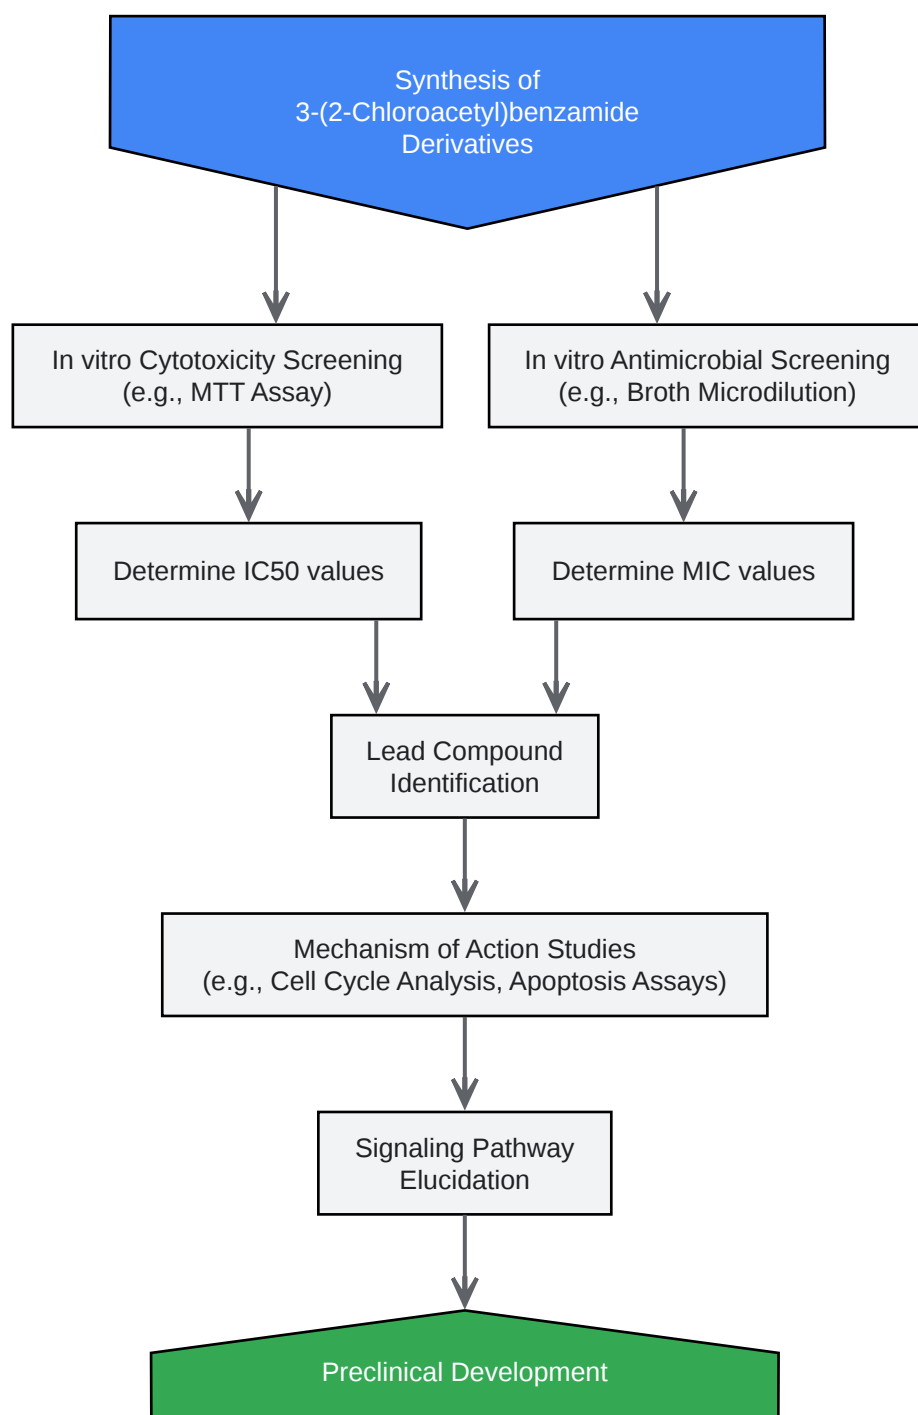 Synthesis of
3-(2-Chloroacetyl)benzamide
Derivatives
In vitro Cytotoxicity Screening
(e.g., MTT Assay)
In vitro Antimicrobial Screening
(e.g., Broth Microdilution)
Determine IC50 values
Determine MIC values
Lead Compound
Identification
Mechanism of Action Studies
(e.g., Cell Cycle Analysis, Apoptosis Assays)
Signaling Pathway
Elucidation
Preclinical Development